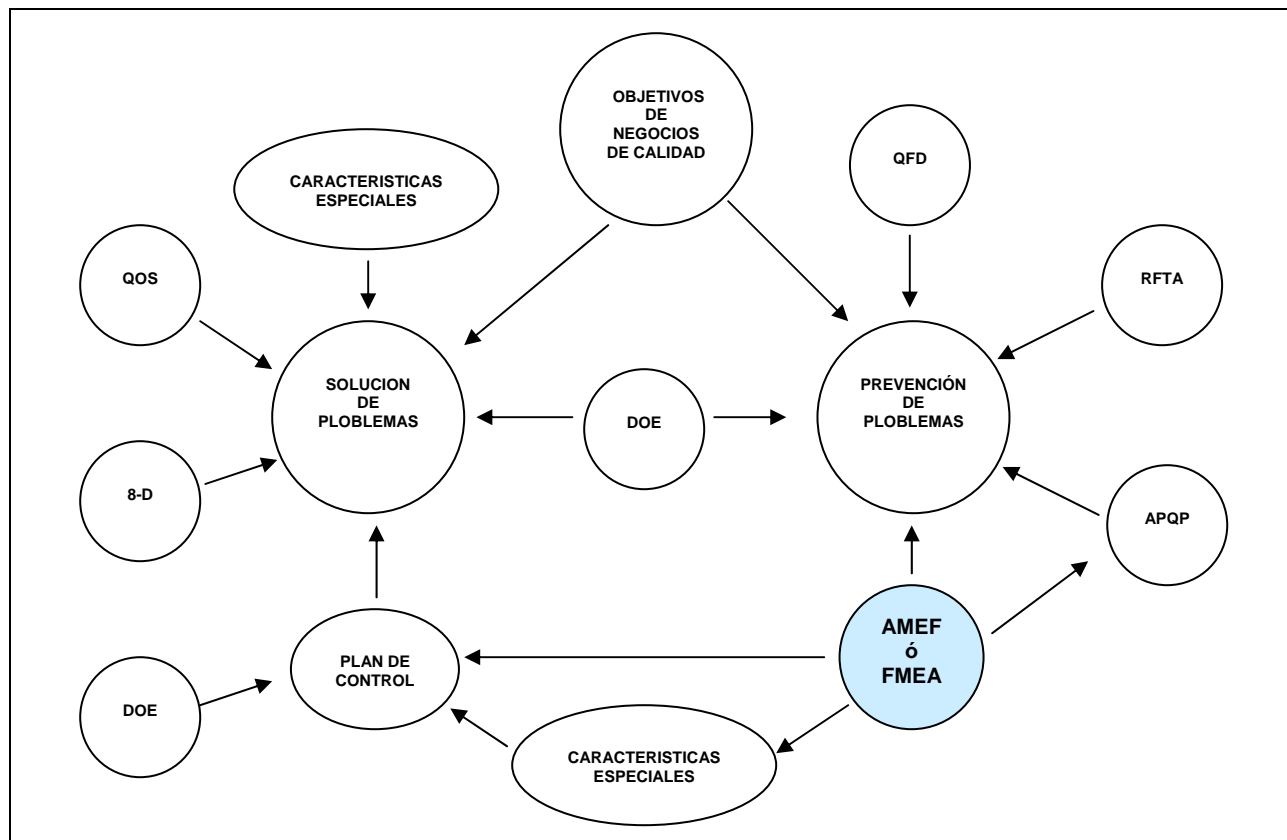 OBJETIVOS
DE
NEGOCIOS
DE CALIDAD
QFD
CARACTERISTICAS
ESPECIALES
QOS
RFTA
SOLUCION
DE
PLOBLEMAS
PREVENCIÓN
DE
PLOBLEMAS
DOE
8-D
APQP
AMEF
ó
FMEA
PLAN DE
CONTROL
DOE
CARACTERISTICAS
ESPECIALES